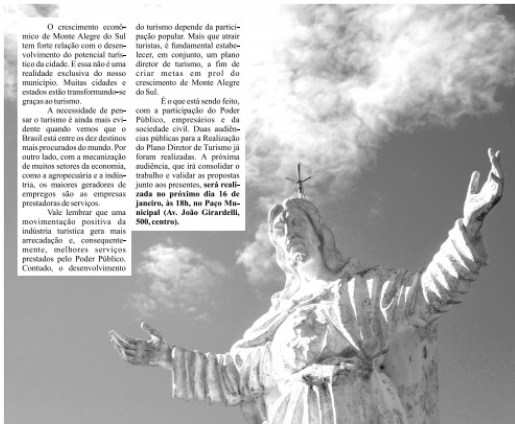 O crescimento econô-
mico de Monte Alegre do Sul
tem forte relação com o desen-
volvimento do potencial turís-
tico da cidade. E essa não é uma
realidade exclusiva do nosso
município. Muitas cidades e
estados estão transformando-se
graças ao turismo.
A necessidade de pen-
sar o turismo é ainda mais evi-
dente quando vemos que o
Brasil está entre os dez destinos
mais procurados do mundo. Por
outro lado, com a mecanização
de muitos setores da economia,
como a agropecuária e a indús-
tria, os maiores geradores de
empregos são as empresas
prestadoras de serviços.
Vale lembrar que uma
movimentação positiva da
indústria turística gera mais
arrecadação e, consequente-
mente, melhores serviços
prestados pelo Poder Público.
Contudo, o desenvolvimento
do turismo depende da partici-
pação popular. Mais que atrair
turistas, é fundamental estabe-
lecer, em conjunto, um plano
diretor de turismo, a fim de
criar metas em prol do
crescimento de Monte Alegre
do Sul.
É o que está sendo feito,
com a participação do Poder
Público, empresários e da
sociedade civil. Duas audiên-
cias públicas para a Realização
do Plano Diretor de Turismo já
foram realizadas. A próxima
audiência, que irá consolidar o
trabalho e validar as propostas
junto aos presentes, será reali-
zada no próximo dia 16 de
janeiro, às 18h, no Paço Mu-
nicipal (Av. João Girardelli,
500, centro).